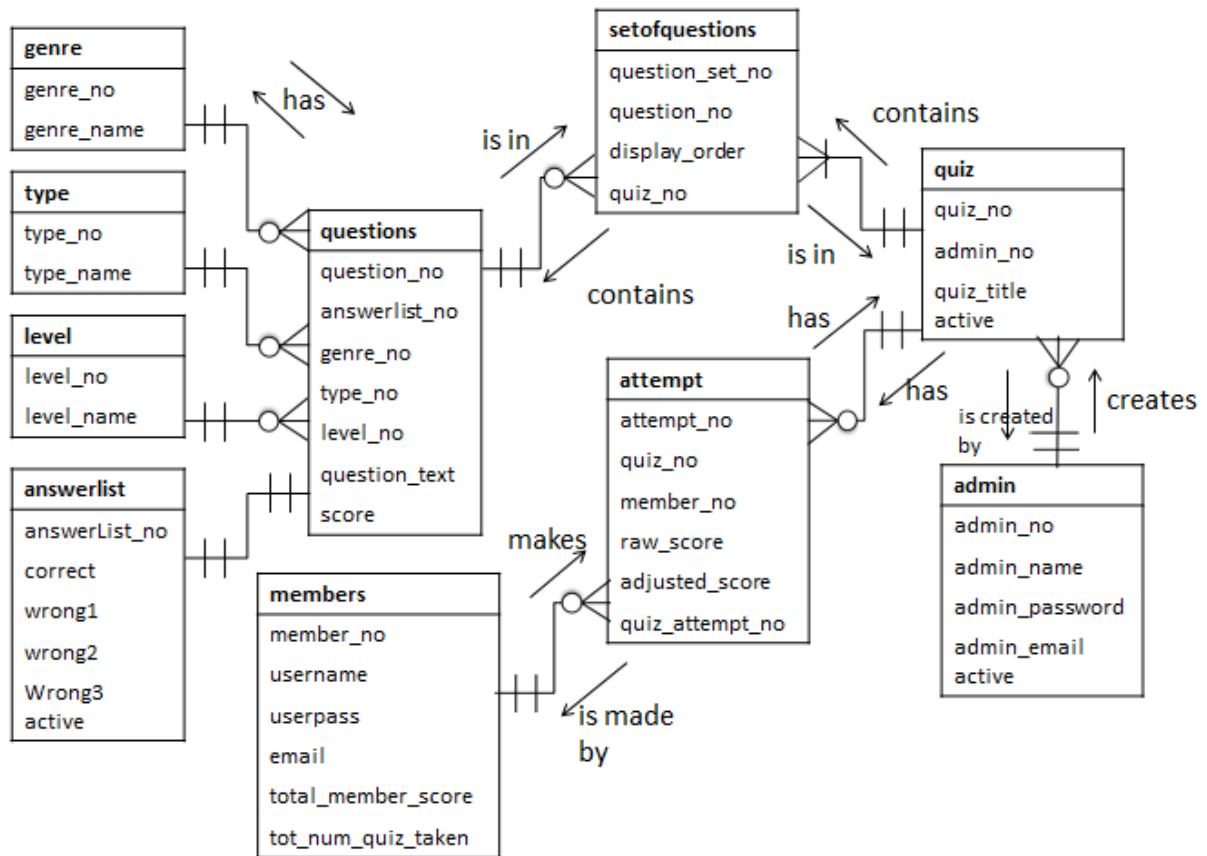 genre
genre_no
genre_name
has
type
type_no
type_name
level
level_no
level_name
answerlist
answerList_no
correct
wrong1
wrong2
Wrong3
active
questions
question_no
answerlist_no
genre_no
type_no
level_no
question_text
score
members
member_no
username
userpass
email
total_member_score
tot_num_quiz_taken
is in
contains
setofquestions
question_set_no
question_no
display_order
quiz_no
contains
is in
quiz
quiz_no
admin_no
quiz_title
active
has
has
attempt
attempt_no
quiz_no
member_no
raw_score
adjusted_score
quiz_attempt_no
makes
is made
by
is created
by
creates
admin
admin_no
admin_name
admin_password
admin_email
active